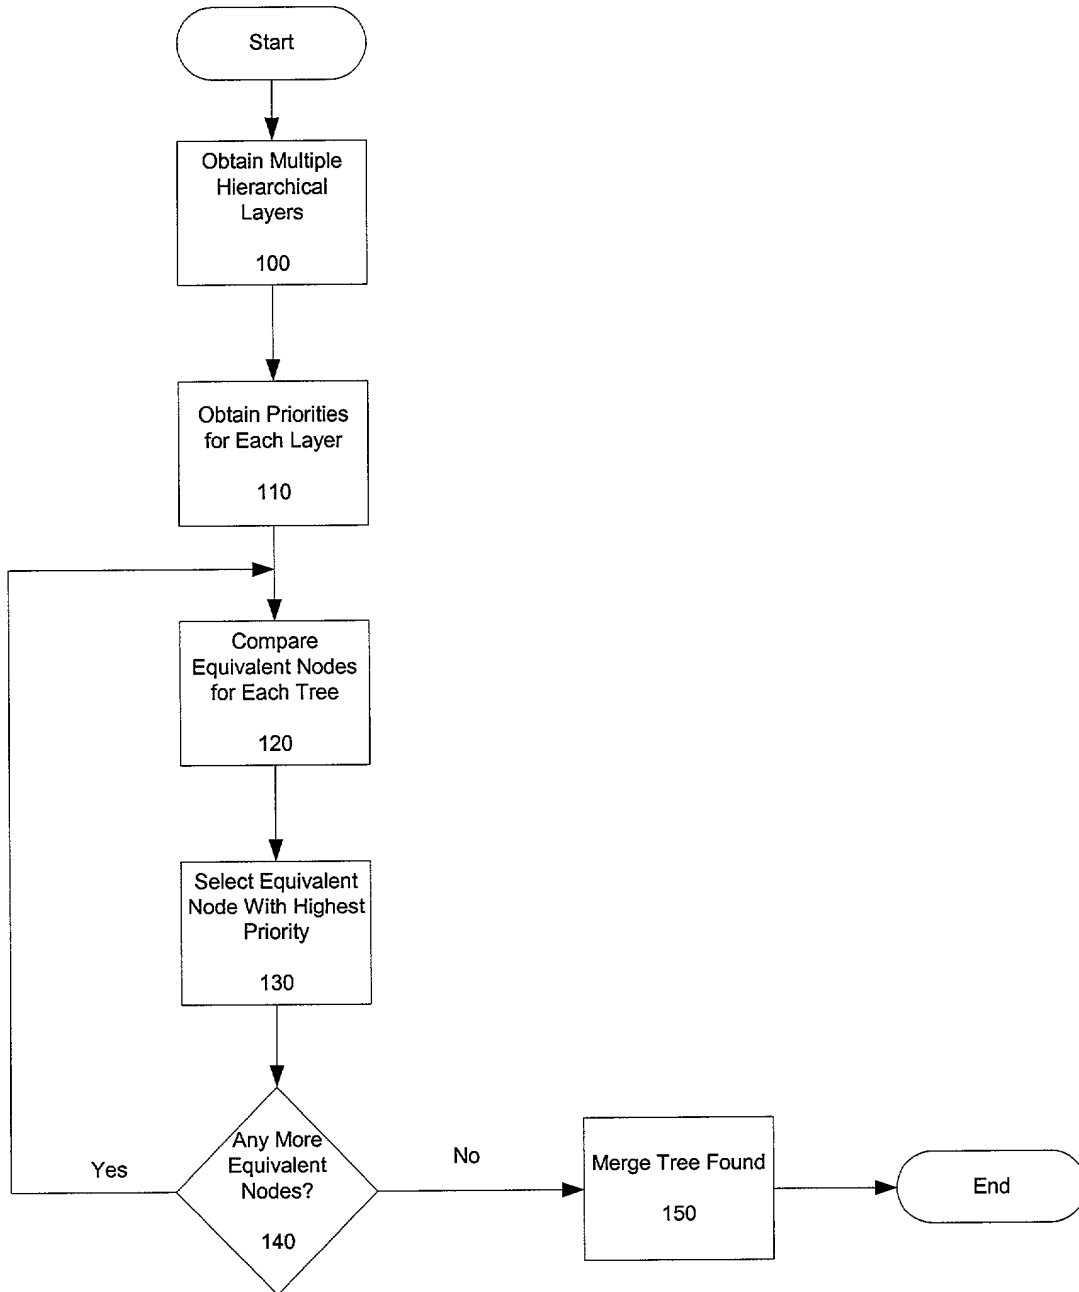 Start
Obtain Multiple
Hierarchical
Layers
100
Obtain Priorities
for Each Layer
110
Compare
Equivalent Nodes
for Each Tree
120
Select Equivalent
Node With Highest
Priority
130
Any More
Equivalent
Nodes?
140
Yes
No
Merge Tree Found
150
End